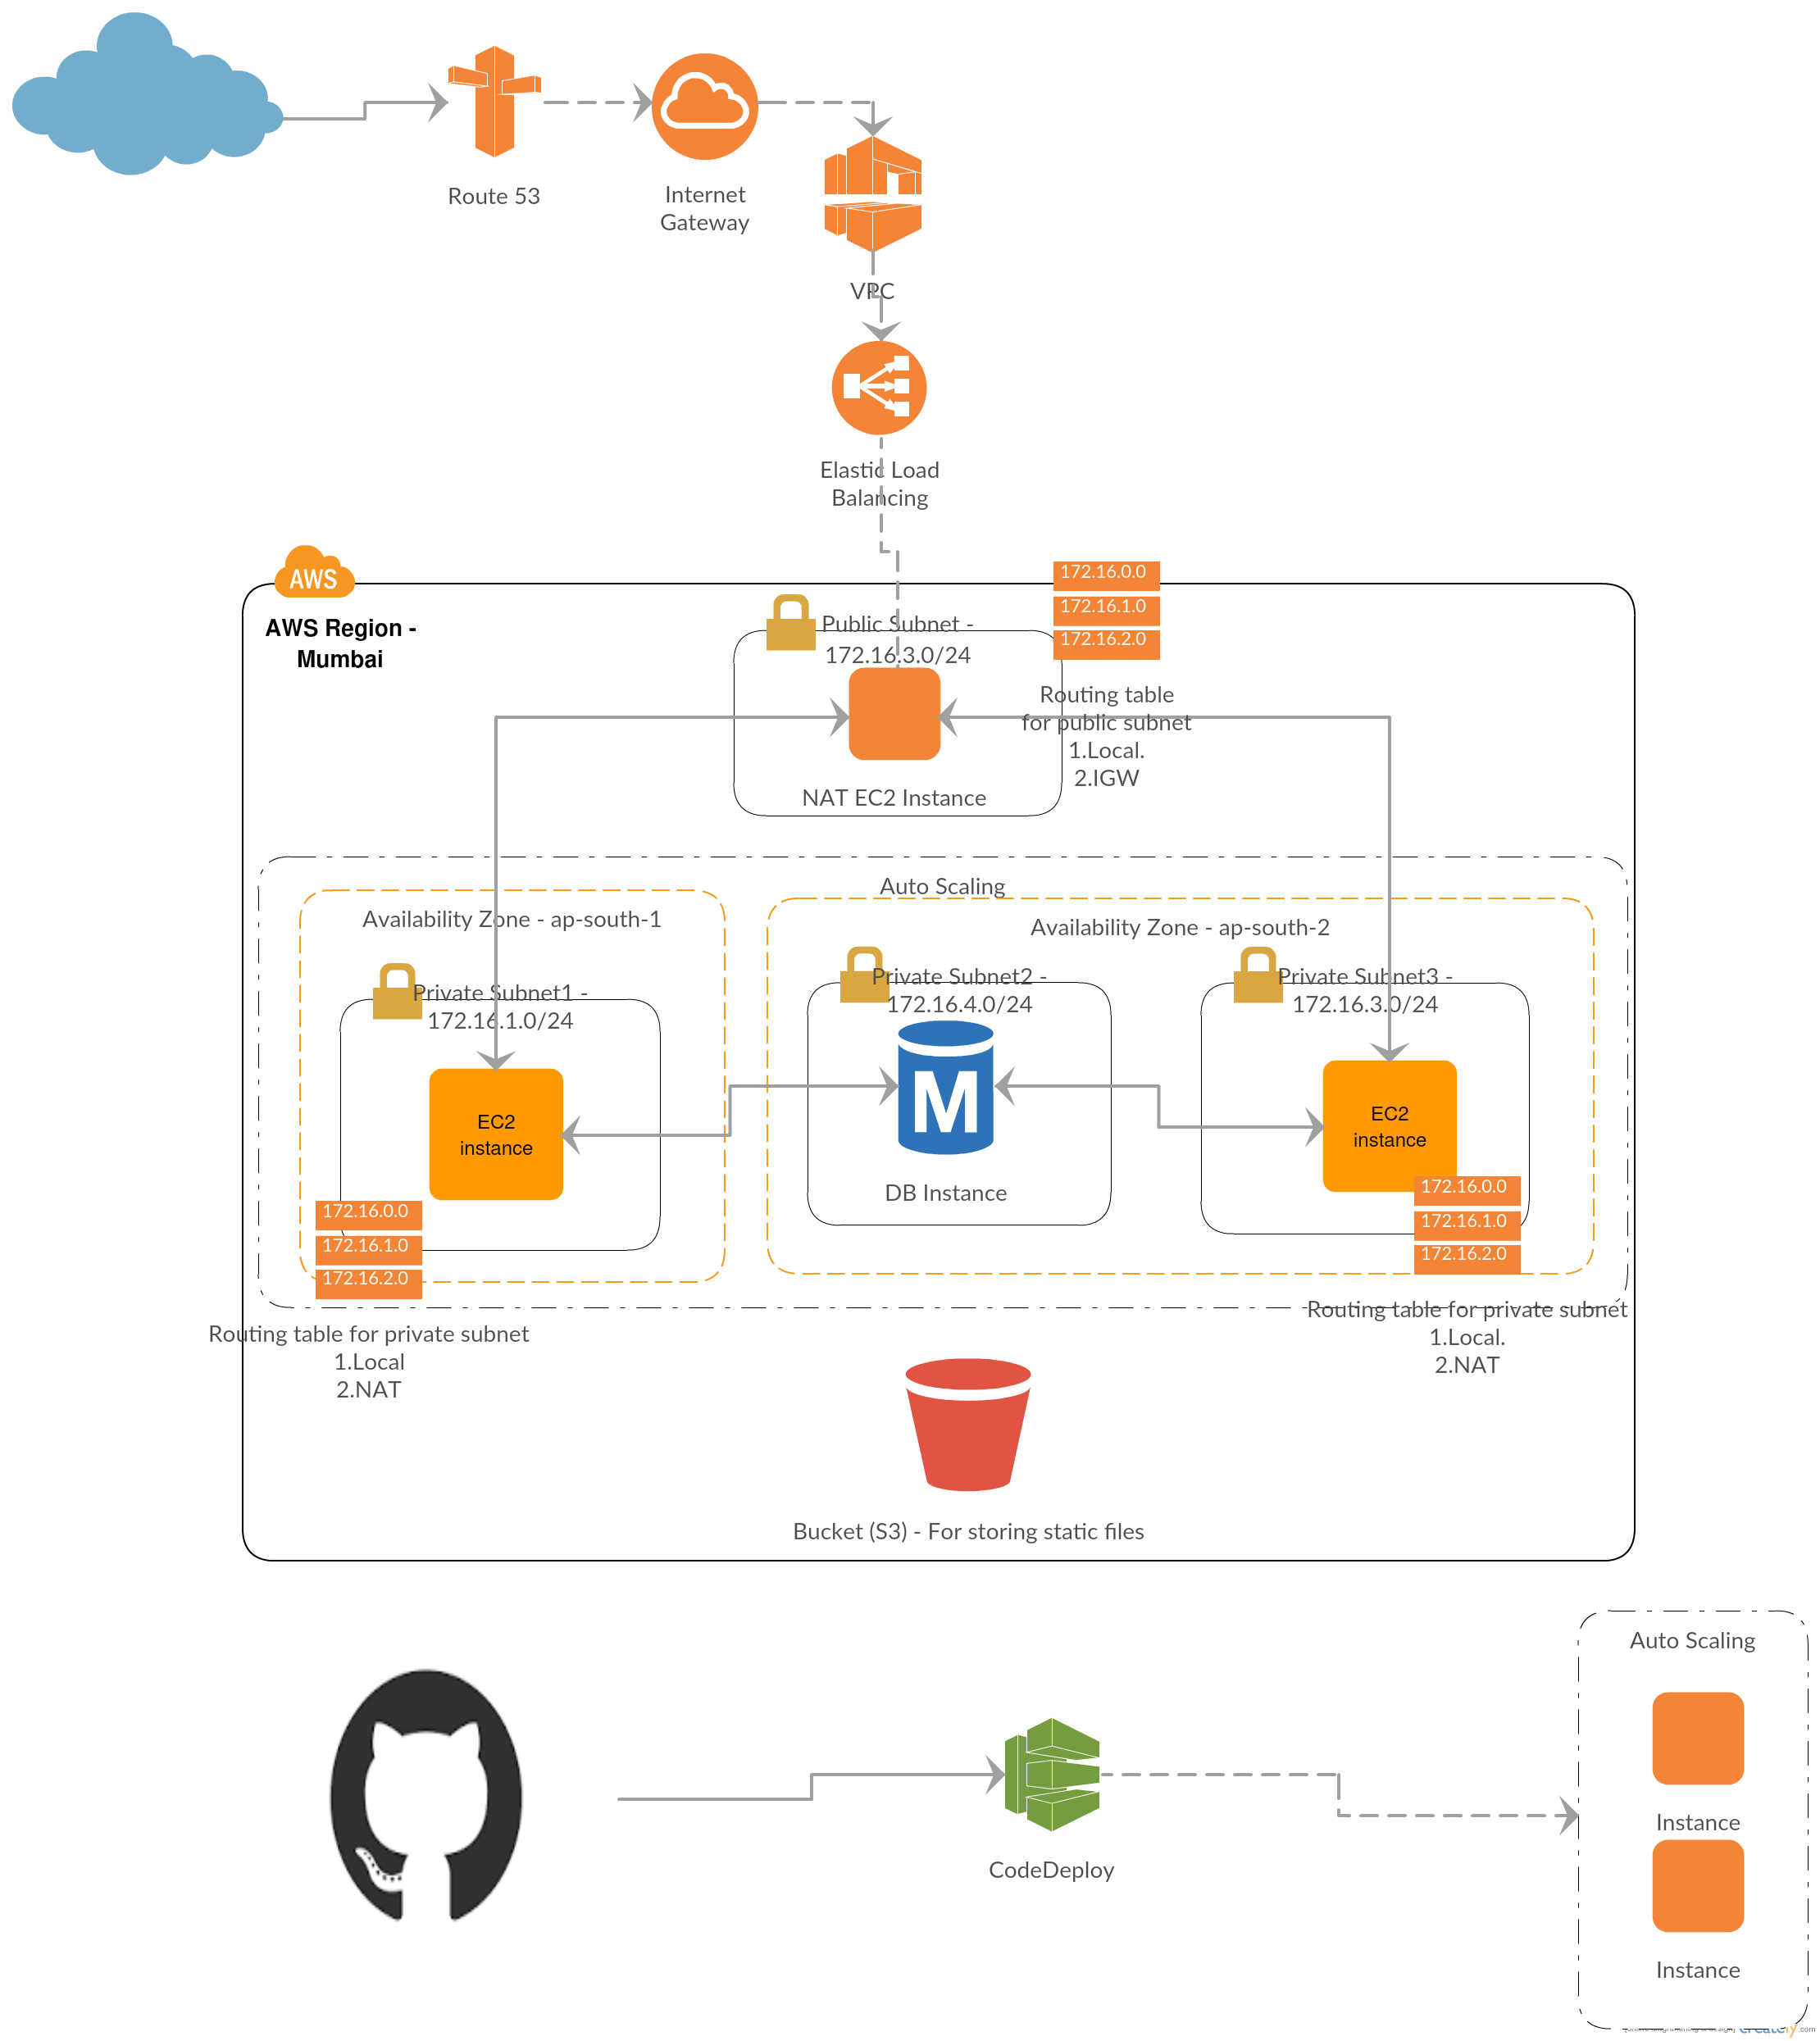 Route 53
Internet
Gateway
VPC
Elastic Load
Balancing
AWS
AWS Region -
Mumbai
172.16.0.0
172.16.1.0
172.16.2.0
Public Subnet -
172.16.3.0/24
Routing table
for public subnet
1.Local.
2.IGW
NAT EC2 Instance
Auto Scaling
Availability Zone - ap-south-1
Availability Zone - ap-south-2
Private Subnet1 -
172.16.1.0/24
Private Subnet2 -
172.16.4.0/24
Private Subnet3 -
172.16.3.0/24
EC2
instance
M
DB Instance
EC2
instance
172.16.0.0
172.16.1.0
172.16.2.0
172.16.0.0
172.16.1.0
172.16.2.0
Routing table for private subnet
1.Local
2.NAT
Routing table for private subnet
1.Local.
2.NAT
Bucket (S3) - For storing static files
Auto Scaling
Instance
Instance
CodeDeploy
creately.com